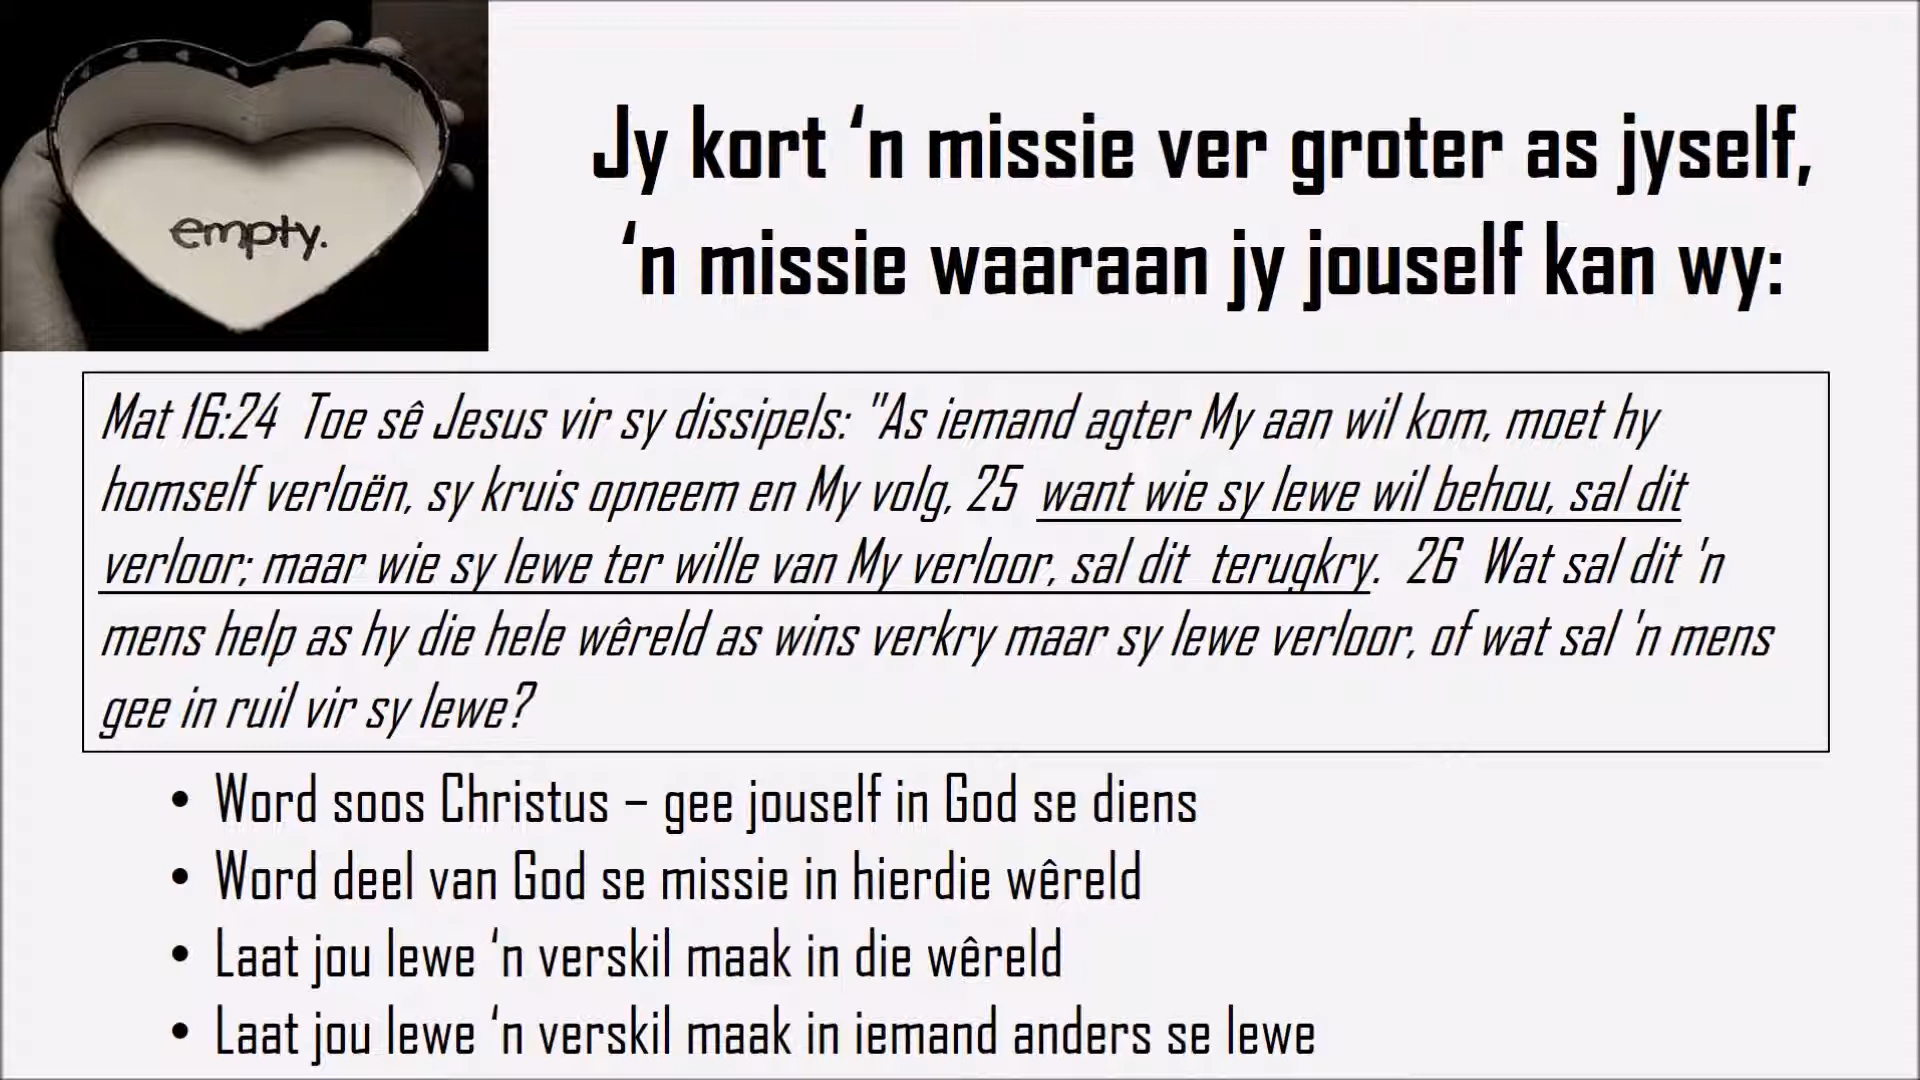 empty.
Jy kort ‘n missie ver groter as jyself,
‘n missie waaraan jy jouself kan wy:
Mat 16:24 Toe sê Jesus vir sy dissipels: "As iemand agter My aan wil kom, moet hy
homself verloën, sy kruis opneem en My volg, 25 want wie sy lewe wil behou, sal dit
verloor; maar wie sy lewe ter wille van My verloor, sal dit terugkry. 26 Wat sal dit 'n
mens help as hy die hele wêreld as wins verkry maar sy lewe verloor, of wat sal 'n mens
gee in ruil vir sy lewe?
• Word soos Christus – gee jouself in God se diens
• Word deel van God se missie in hierdie wêreld
• Laat jou lewe ‘n verskil maak in die wêreld
• Laat jou lewe ‘n verskil maak in iemand anders se lewe